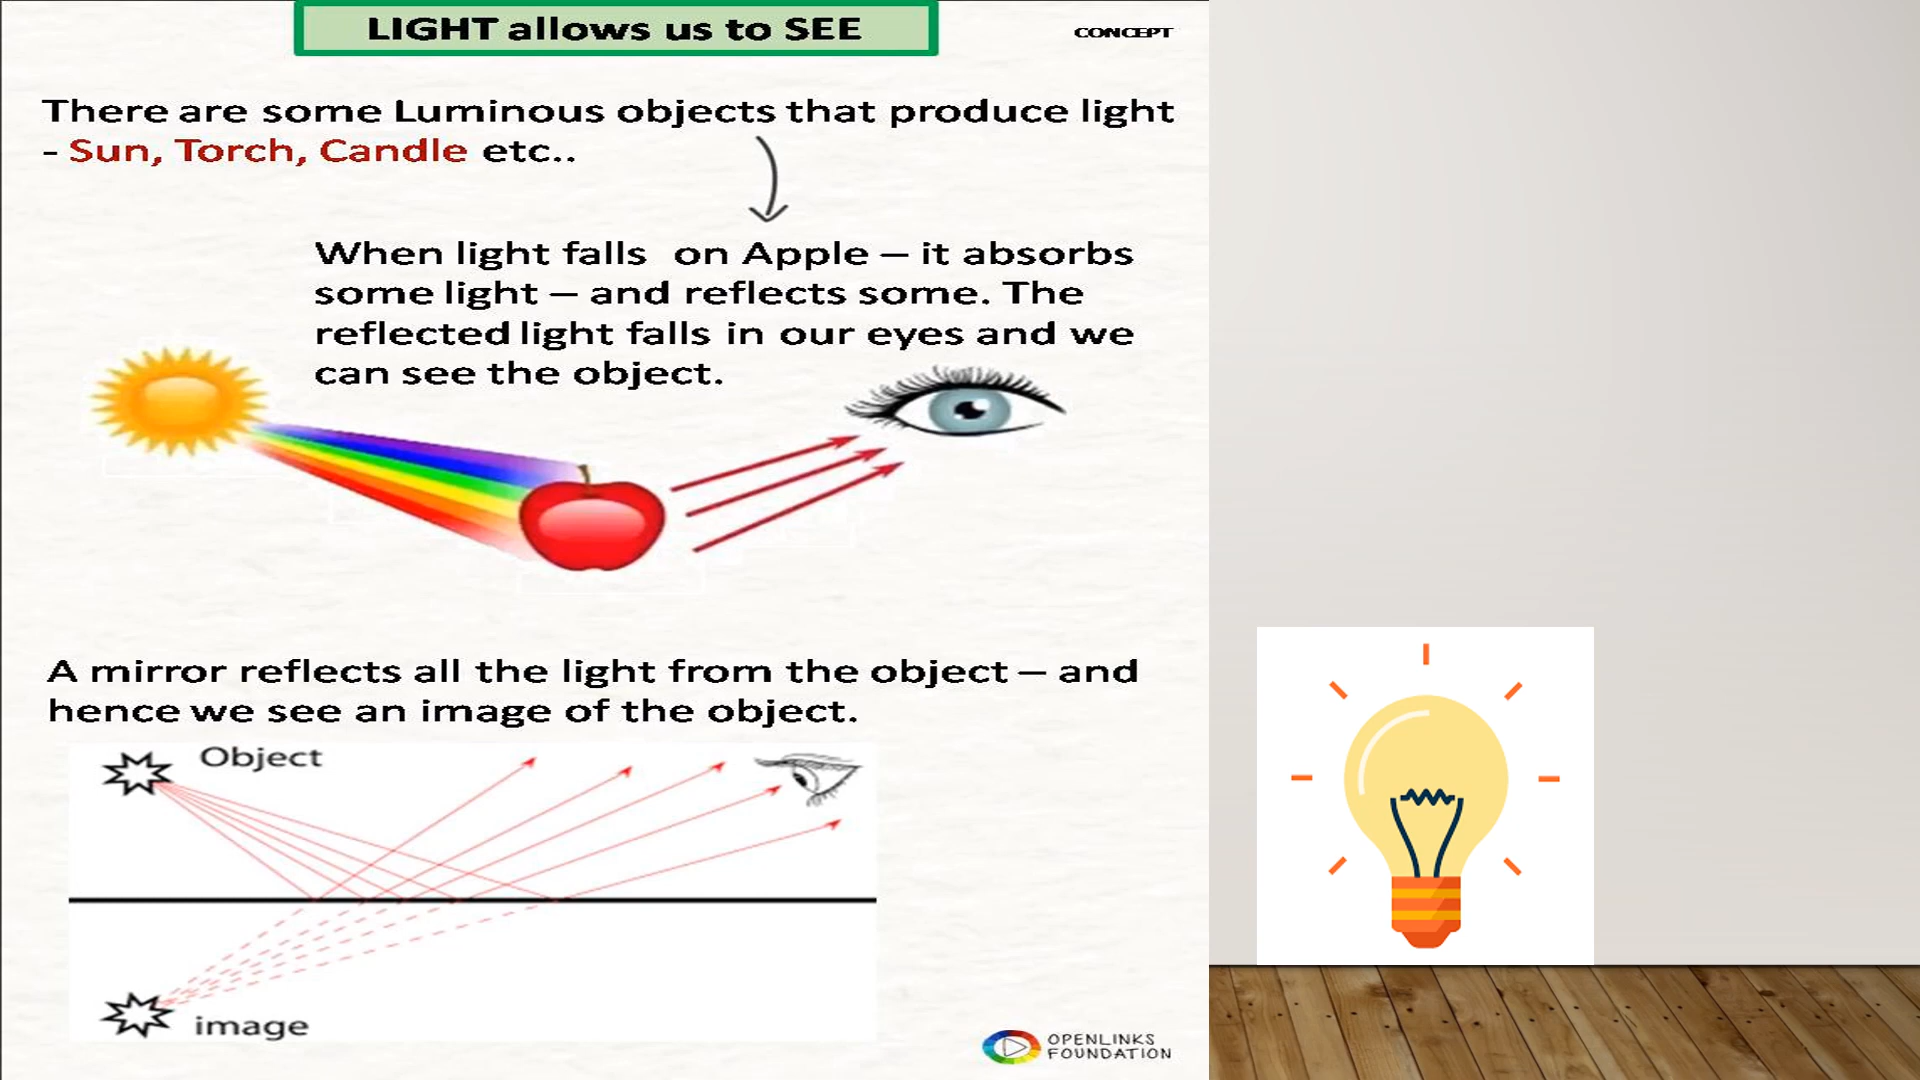 LIGHT allows us to SEE
CONCEPT
There are some Luminous objects that produce light
- Sun, Torch, Candle etc..
When light falls on Apple – it absorbs
some light – and reflects some. The
reflected light falls in our eyes and we
can see the object.
A mirror reflects all the light from the object – and
hence we see an image of the object.
Object
image
OPENLINKS
FOUNDATION